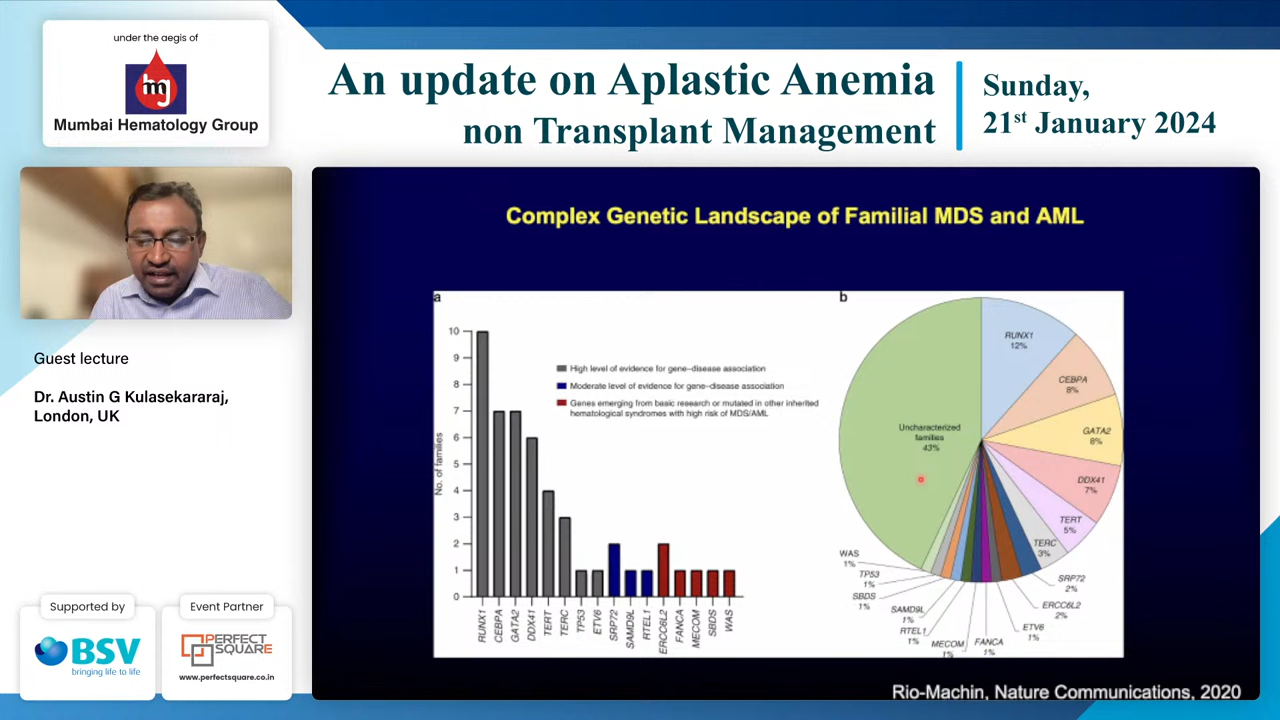 under the aegis of
mg
Mumbai Hematology Group
An update on Aplastic Anemia
non Transplant Management
Sunday,
21st January 2024
Guest lecture
Dr. Austin G Kulasekararaj,
London, UK
Supported by
BSV
bringing life to life
Event Partner
PERFECT
SQUARE
www.perfectsquare.co.in
Complex Genetic Landscape of Familial MDS and AML
a
No. of families
10
9
8
7
6
5
4
3
2
1
0
High level of evidence for gene–disease association
Moderate level of evidence for gene–disease association
Genes emerging from basic research or mutated in other inherited
hematological syndromes with high risk of MDS/AML
RUNX1
CEBPA
GATA2
DDX41
TERT
TERC
TP53
ETV6
SRP72
SAMD9L
RTEL1
ERCC6L2
FANCA
MECOM
SBDS
WAS
b
RUNX1
12%
CEBPA
8%
GATA2
8%
DDX41
7%
TERT
5%
TERC
3%
SRP72
2%
ERCC6L2
2%
ETV6
1%
FANCA
1%
MECOM
1%
RTEL1
1%
SAMD9L
1%
SBDS
1%
TP53
1%
WAS
1%
Uncharacterized
families
43%
Rio-Machin, Nature Communications, 2020